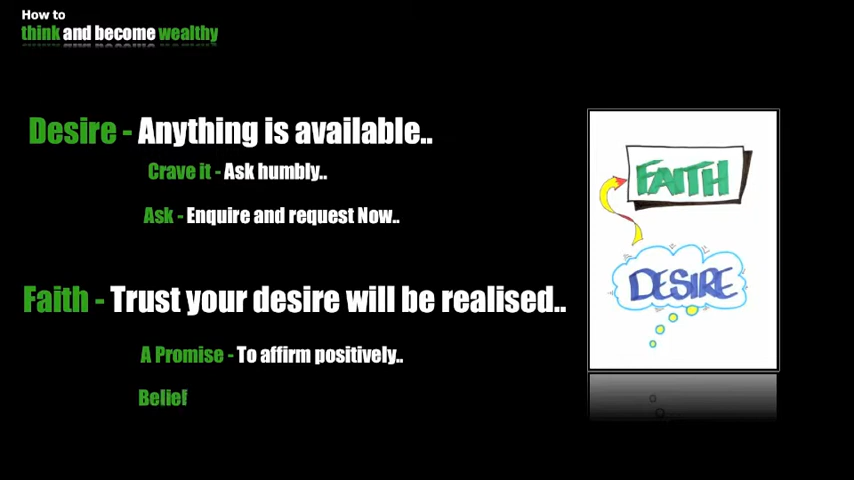 How to
think and become wealthy
Desire - Anything is available..
Crave it - Ask humbly..
Ask - Enquire and request Now..
Faith - Trust your desire will be realised..
A Promise - To affirm positively..
Belief
FAITH
DESIRE